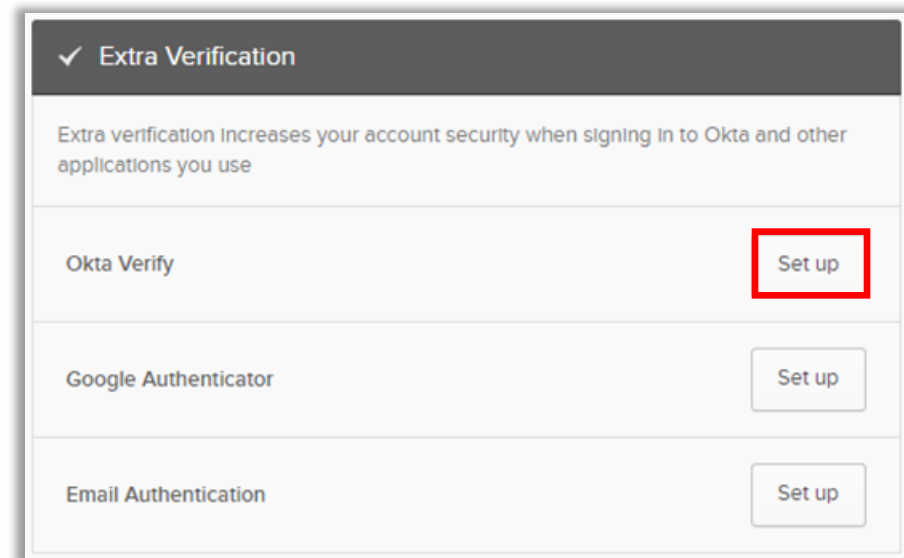 Extra Verification
Extra verification increases your account security when signing in to Okta and other
applications you use
Okta Verify Set up
Google Authenticator Set up
Email Authentication Set up